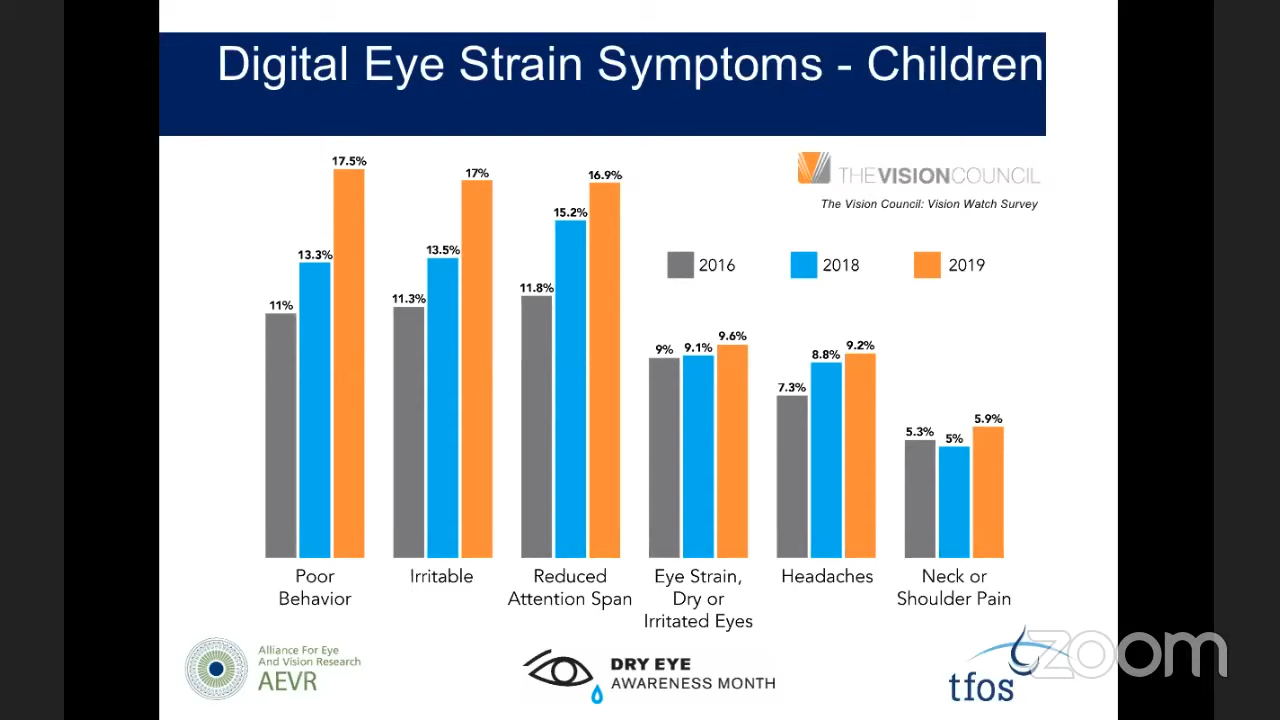 Digital Eye Strain Symptoms - Children
THEVISIONCOUNCIL
The Vision Council: Vision Watch Survey
2016
2018
2019
11%
13.3%
17.5%
11.3%
13.5%
17%
11.8%
15.2%
16.9%
9%
9.1%
9.6%
7.3%
8.8%
9.2%
5.3%
5%
5.9%
Poor
Behavior
Irritable
Reduced
Attention Span
Eye Strain,
Dry or
Irritated Eyes
Headaches
Neck or
Shoulder Pain
Alliance For Eye
And Vision Research
AEVR
DRY EYE
AWARENESS MONTH
tfos
zoom